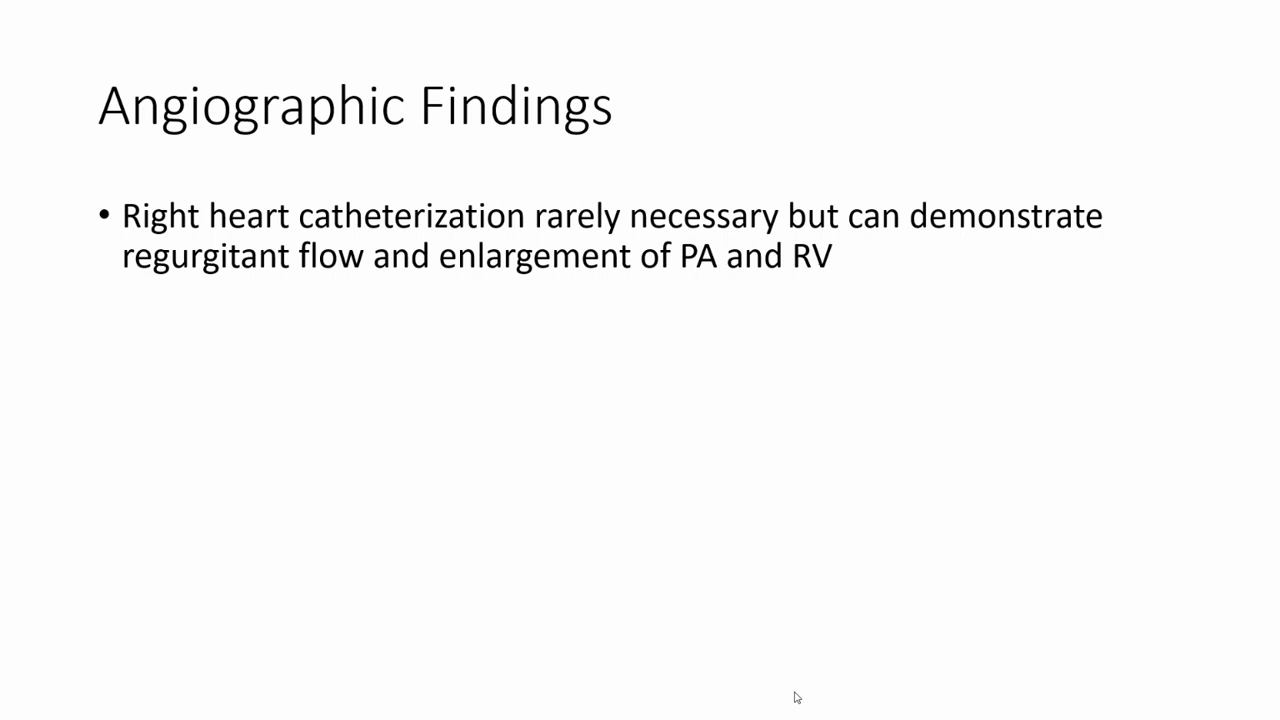 Angiographic Findings
• Right heart catheterization rarely necessary but can demonstrate
regurgitant flow and enlargement of PA and RV